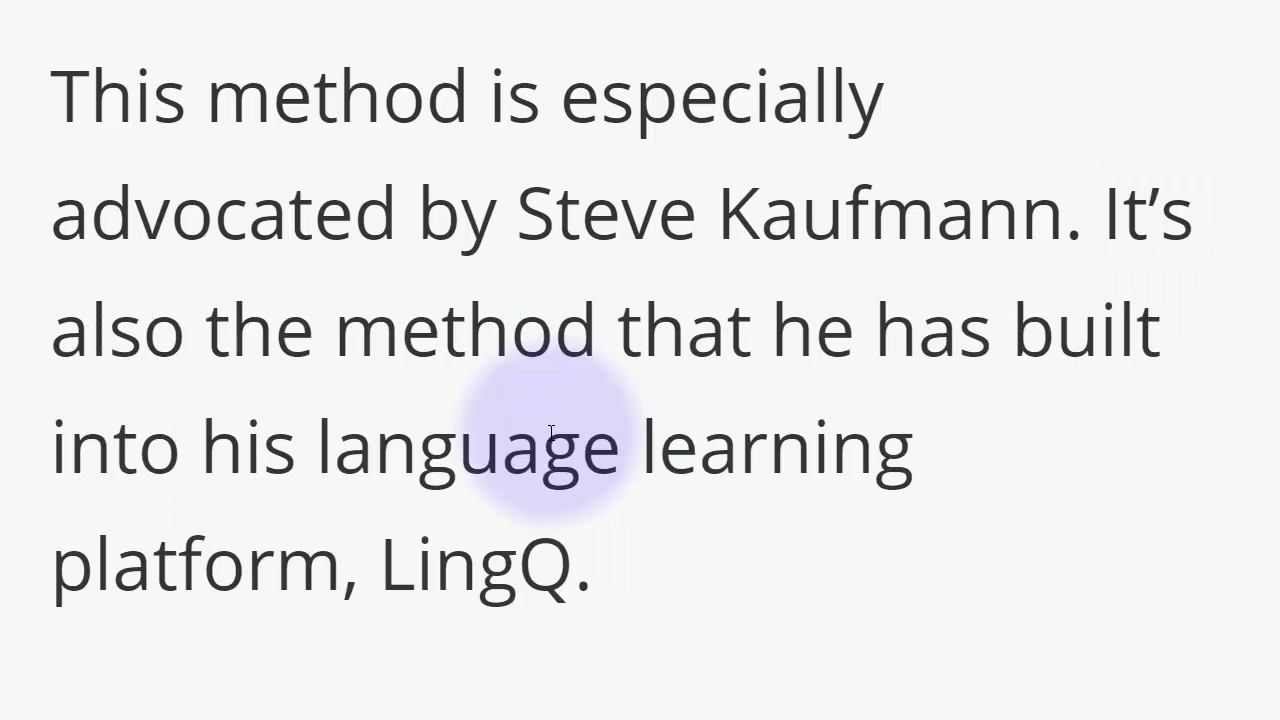 This method is especially
advocated by Steve Kaufmann. It’s
also the method that he has built
into his language learning
platform, LingQ.